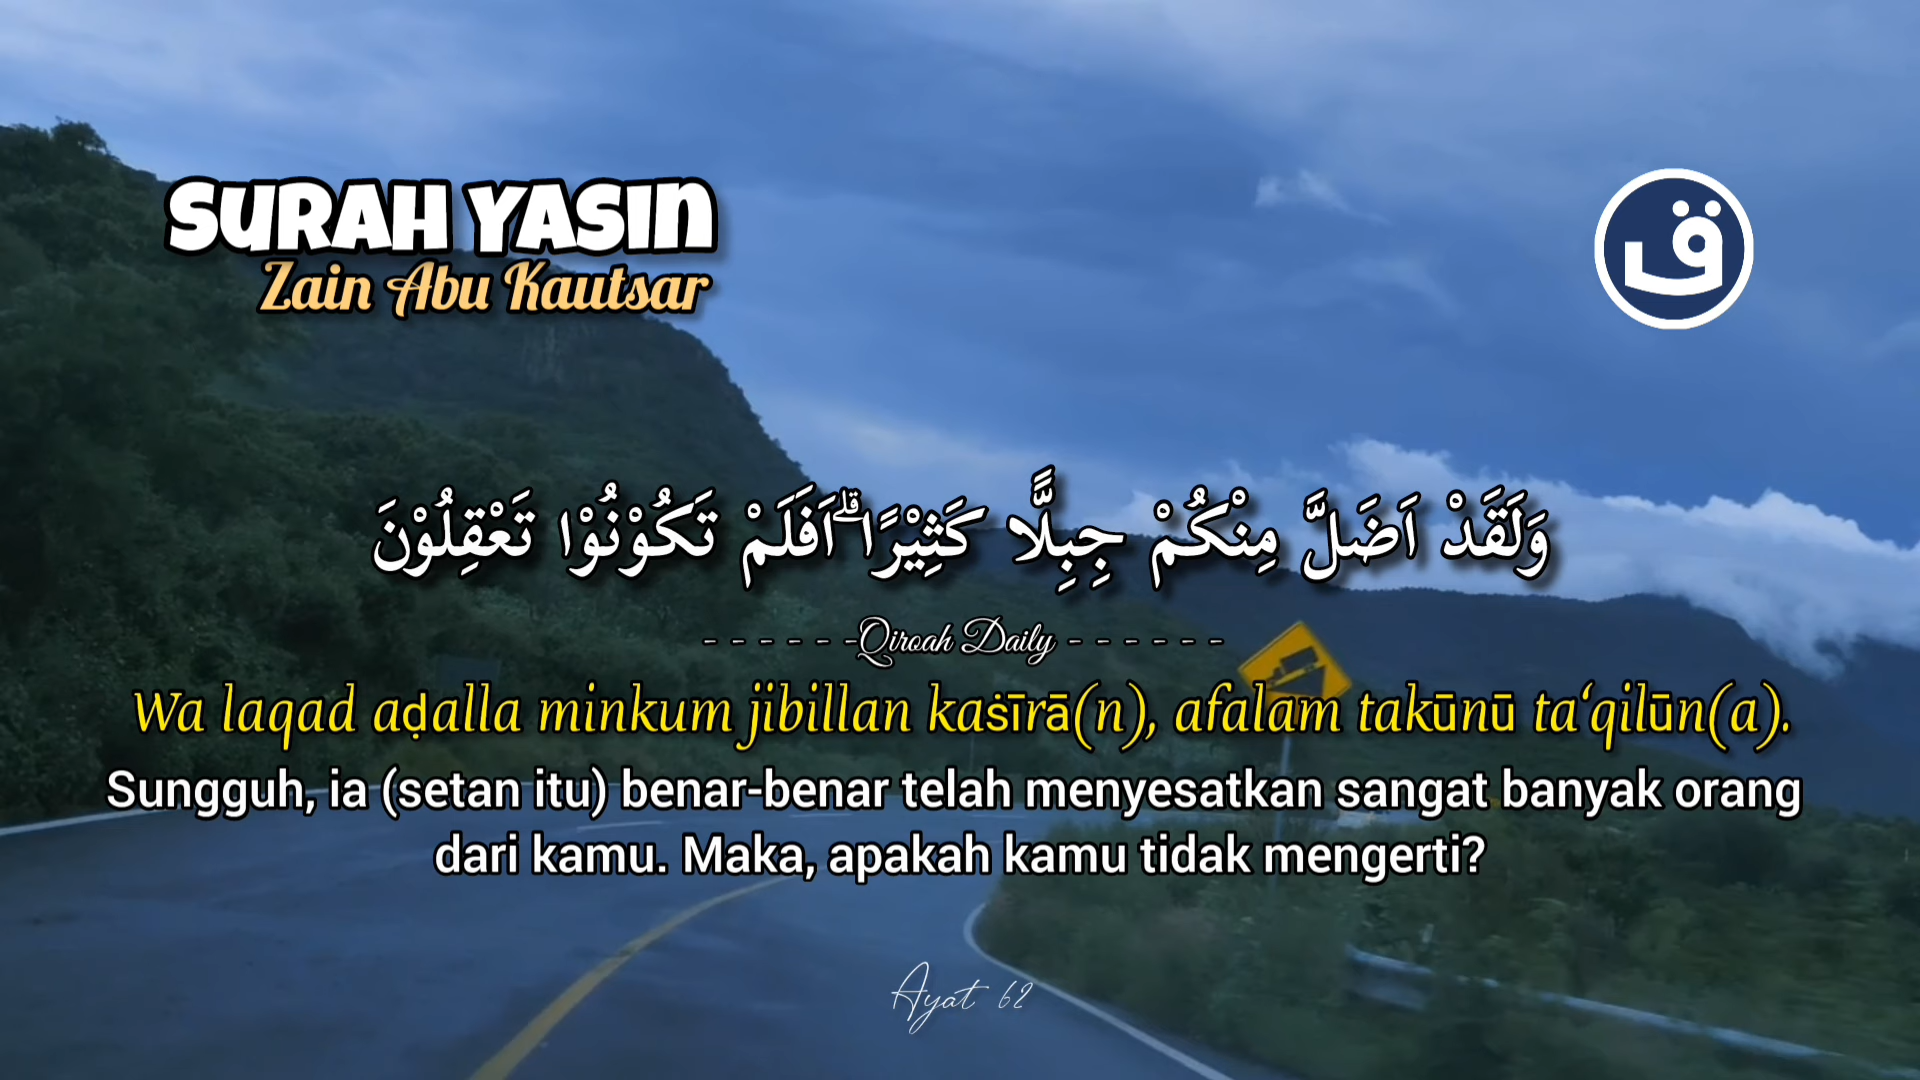 SURAH YASIN
Zain Abu Kautsar
ق
وَلَقَدْ اَضَلَّ مِنْكُمْ جِبِلًّا كَثِيْرًاۗ اَفَلَمْ تَكُوْنُوْا تَعْقِلُوْنَ
- - - - - -Qiroah Daily - - - - - -
Wa laqad aḍalla minkum jibillan kaṡīrā(n), afalam takūnū ta‘qilūn(a).
Sungguh, ia (setan itu) benar-benar telah menyesatkan sangat banyak orang
dari kamu. Maka, apakah kamu tidak mengerti?
Ayat 62